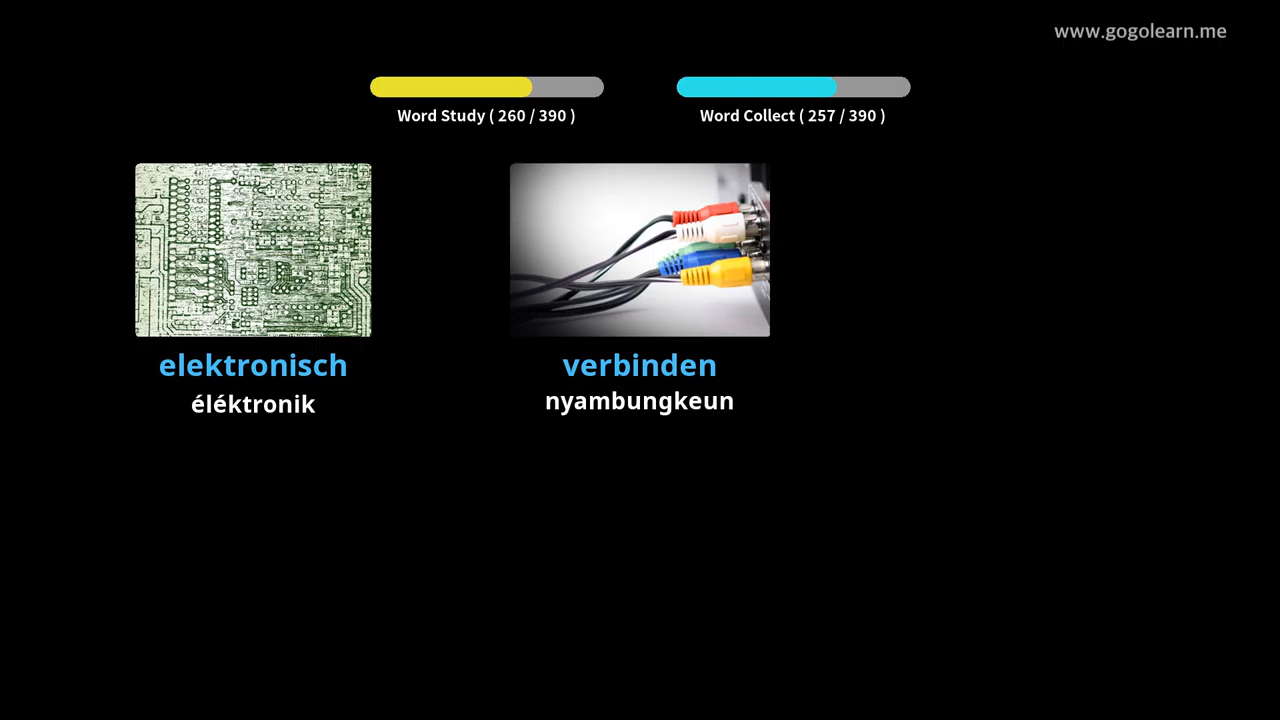 www.gogolearn.me
Word Study ( 260 / 390 )
Word Collect ( 257 / 390 )
elektronisch
éléktronik
verbinden
nyambungkeun